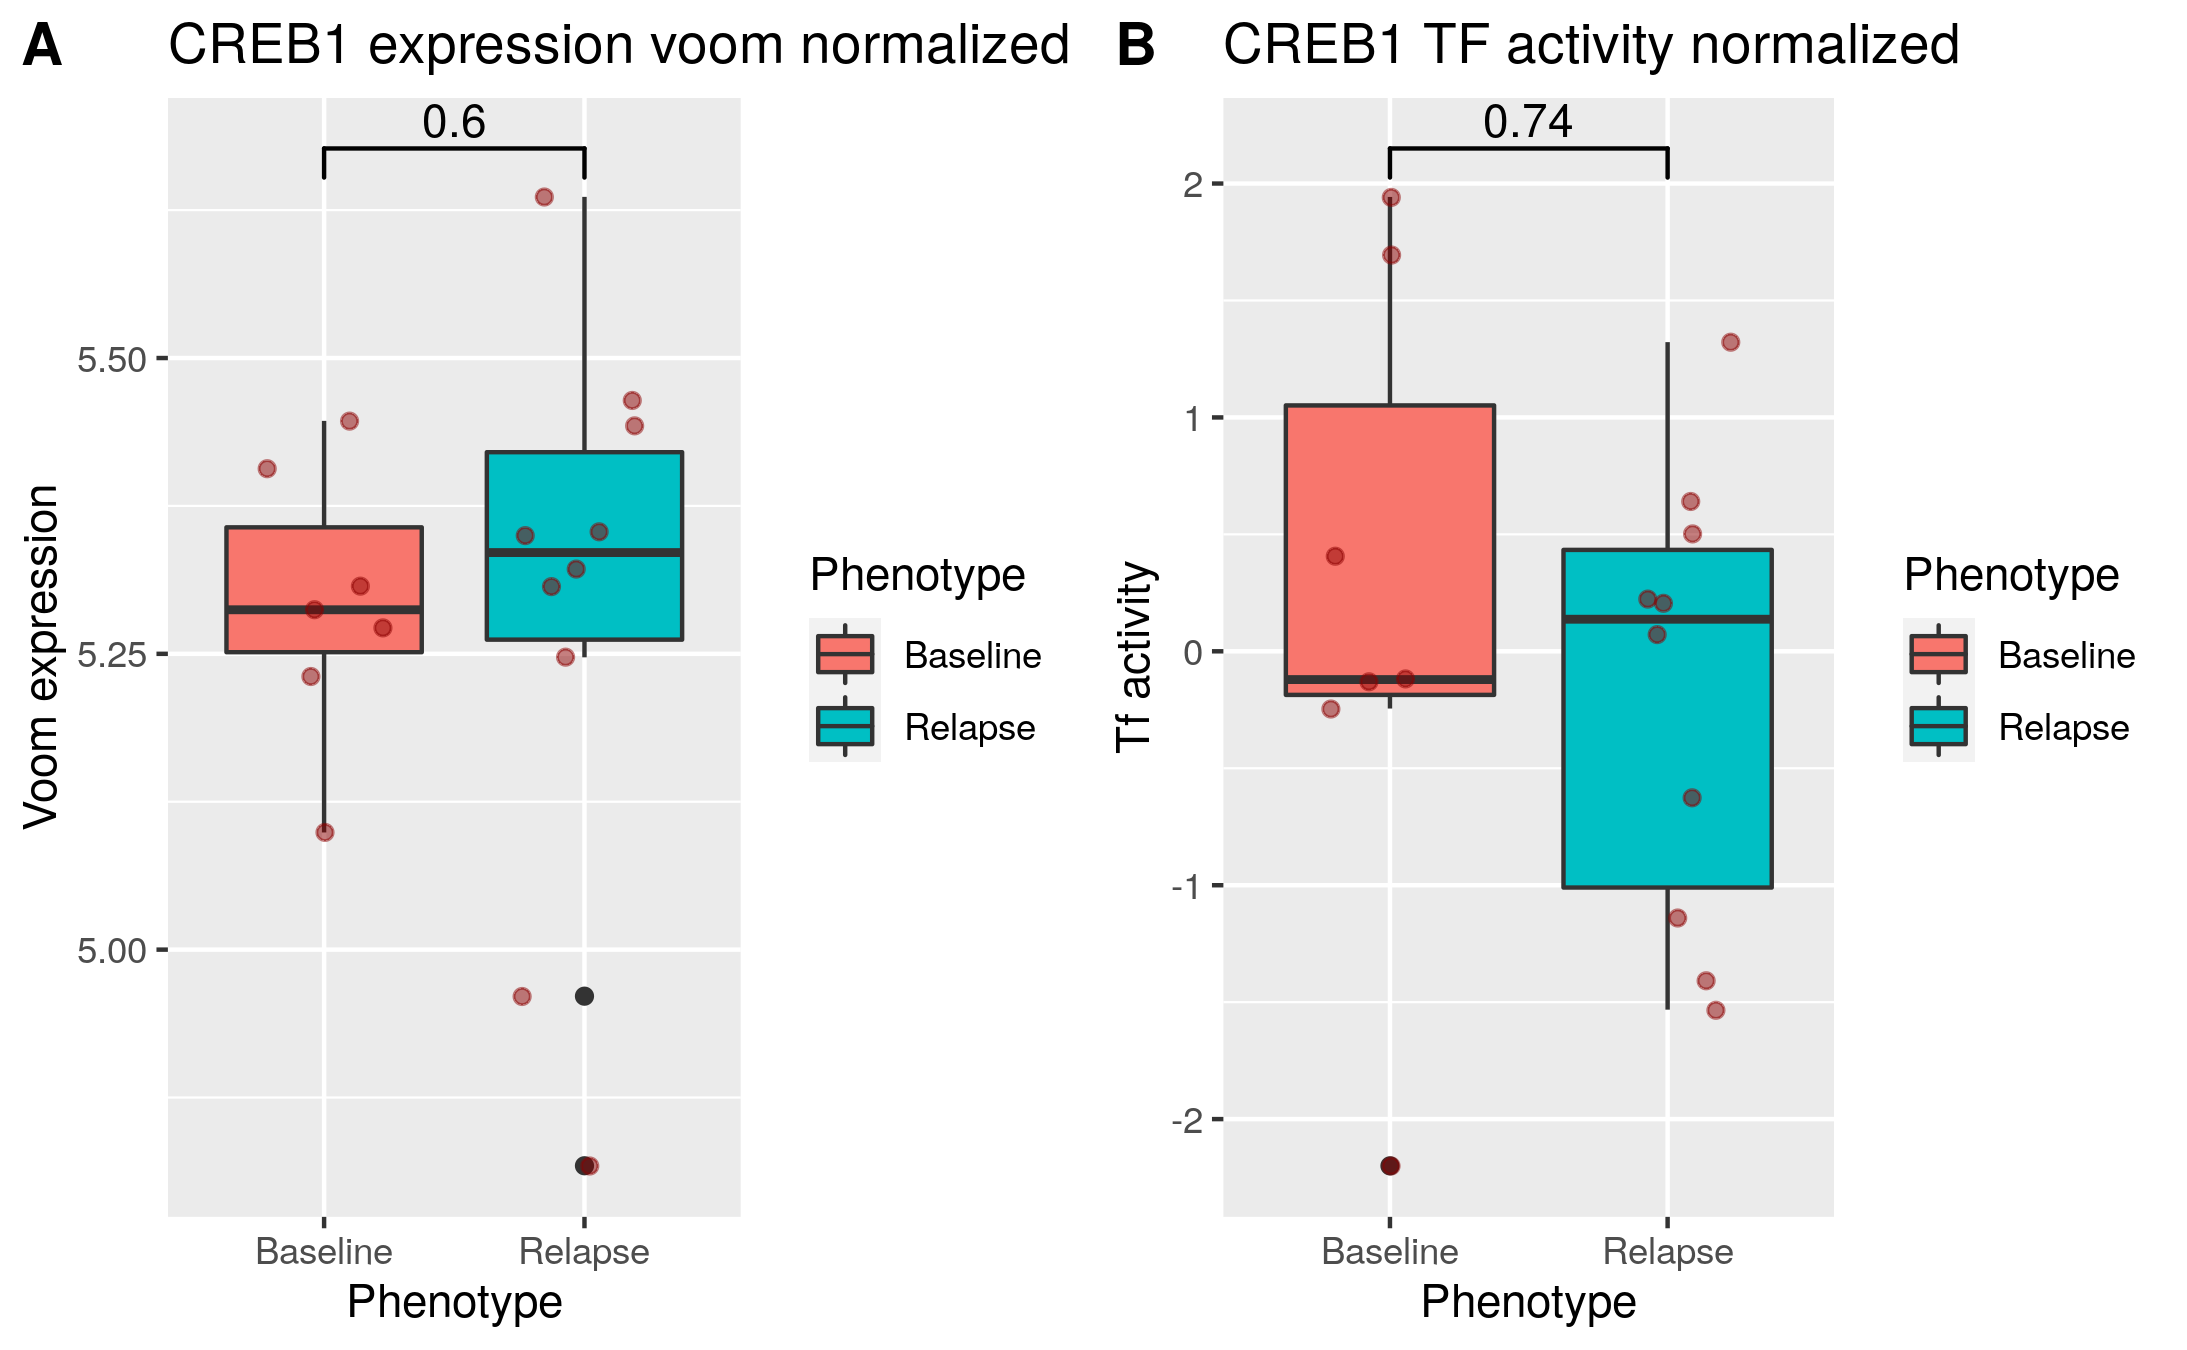 A
CREB1 expression voom normalized
0.6
5.50
5.25
5.00
Voom expression
Baseline
Relapse
Phenotype
Phenotype
Baseline
Relapse
B
CREB1 TF activity normalized
0.74
2
1
0
-1
-2
Tf activity
Baseline
Relapse
Phenotype
Phenotype
Baseline
Relapse